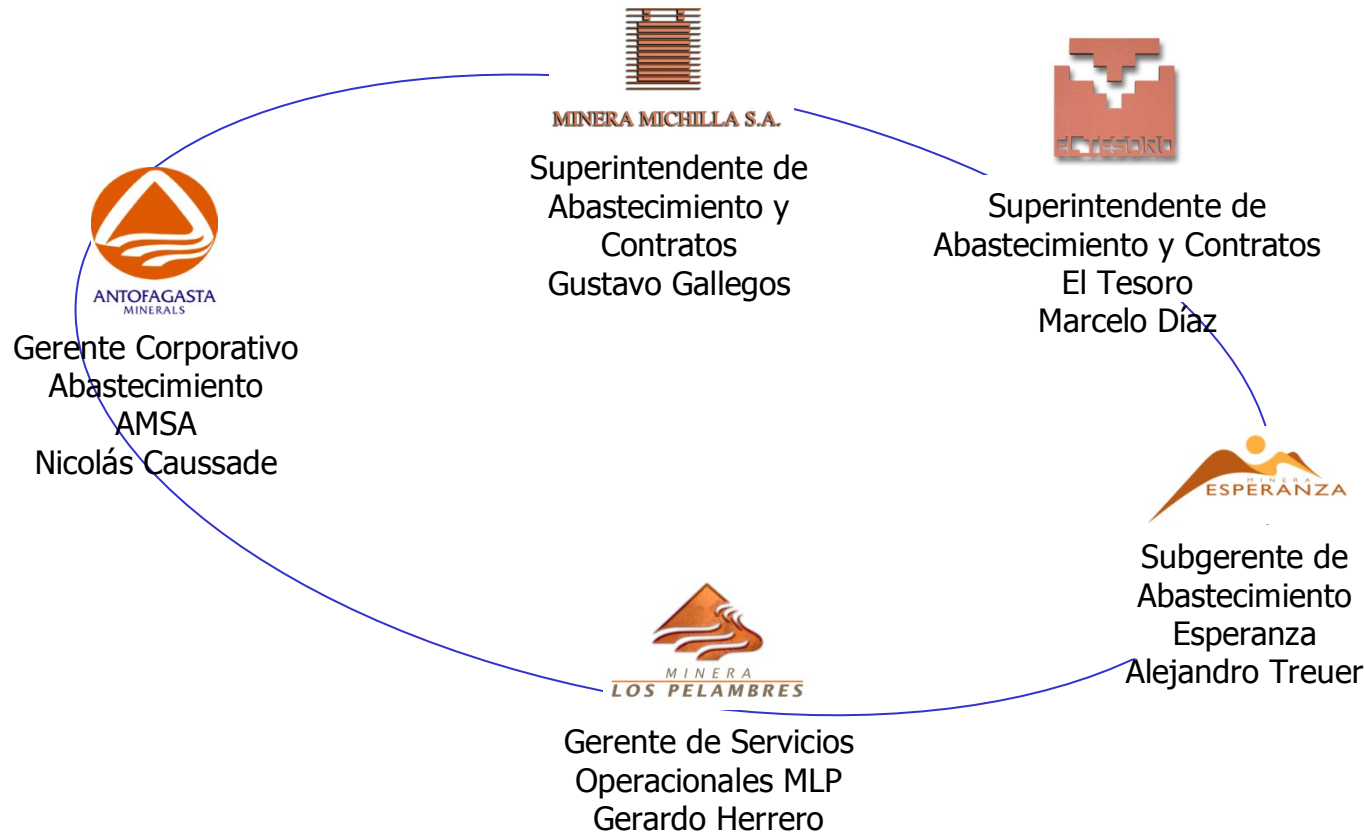 MINERA MICHILLA S.A.
Superintendente de
Abastecimiento y
Contratos
Gustavo Gallegos
EL TESORO
Superintendente de
Abastecimiento y Contratos
El Tesoro
Marcelo Díaz
ANTOFAGASTA
MINERALS
Gerente Corporativo
Abastecimiento
AMSA
Nicolás Caussade
MINERA
ESPERANZA
Subgerente de
Abastecimiento
Esperanza
Alejandro Treuer
MINERA
LOS PELAMBRES
Gerente de Servicios
Operacionales MLP
Gerardo Herrero